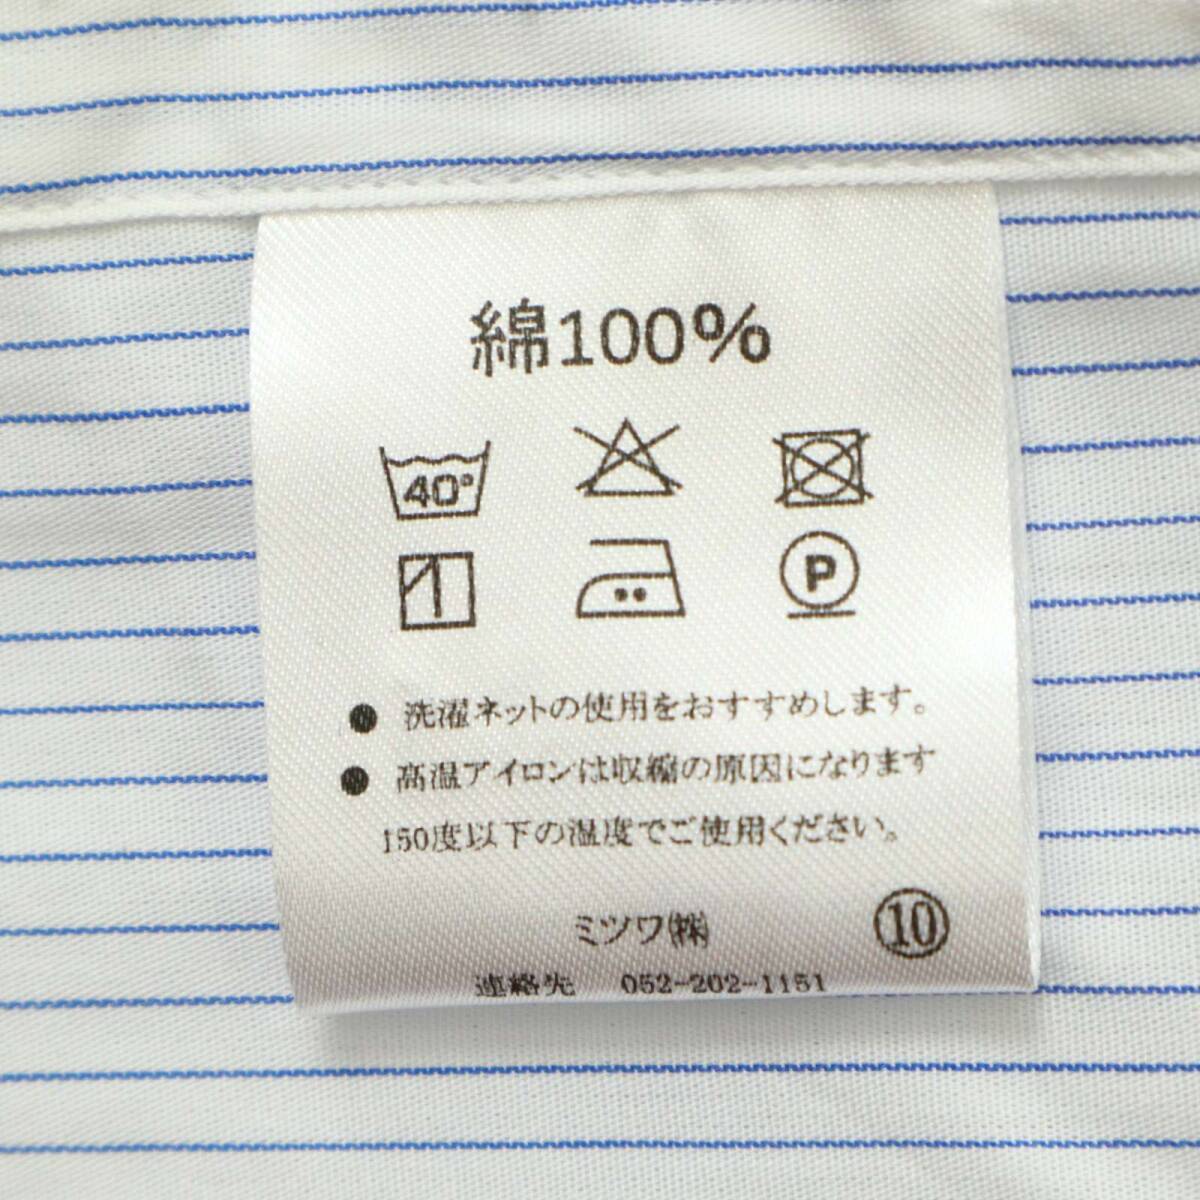 綿100%
40°
P
● 洗濯ネットの使用をおすすめします。
● 高温アイロンは収縮の原因になります
150度以下の温度でご使用ください。
ミツワ㈱ ⑩
連絡先 052-202-1151